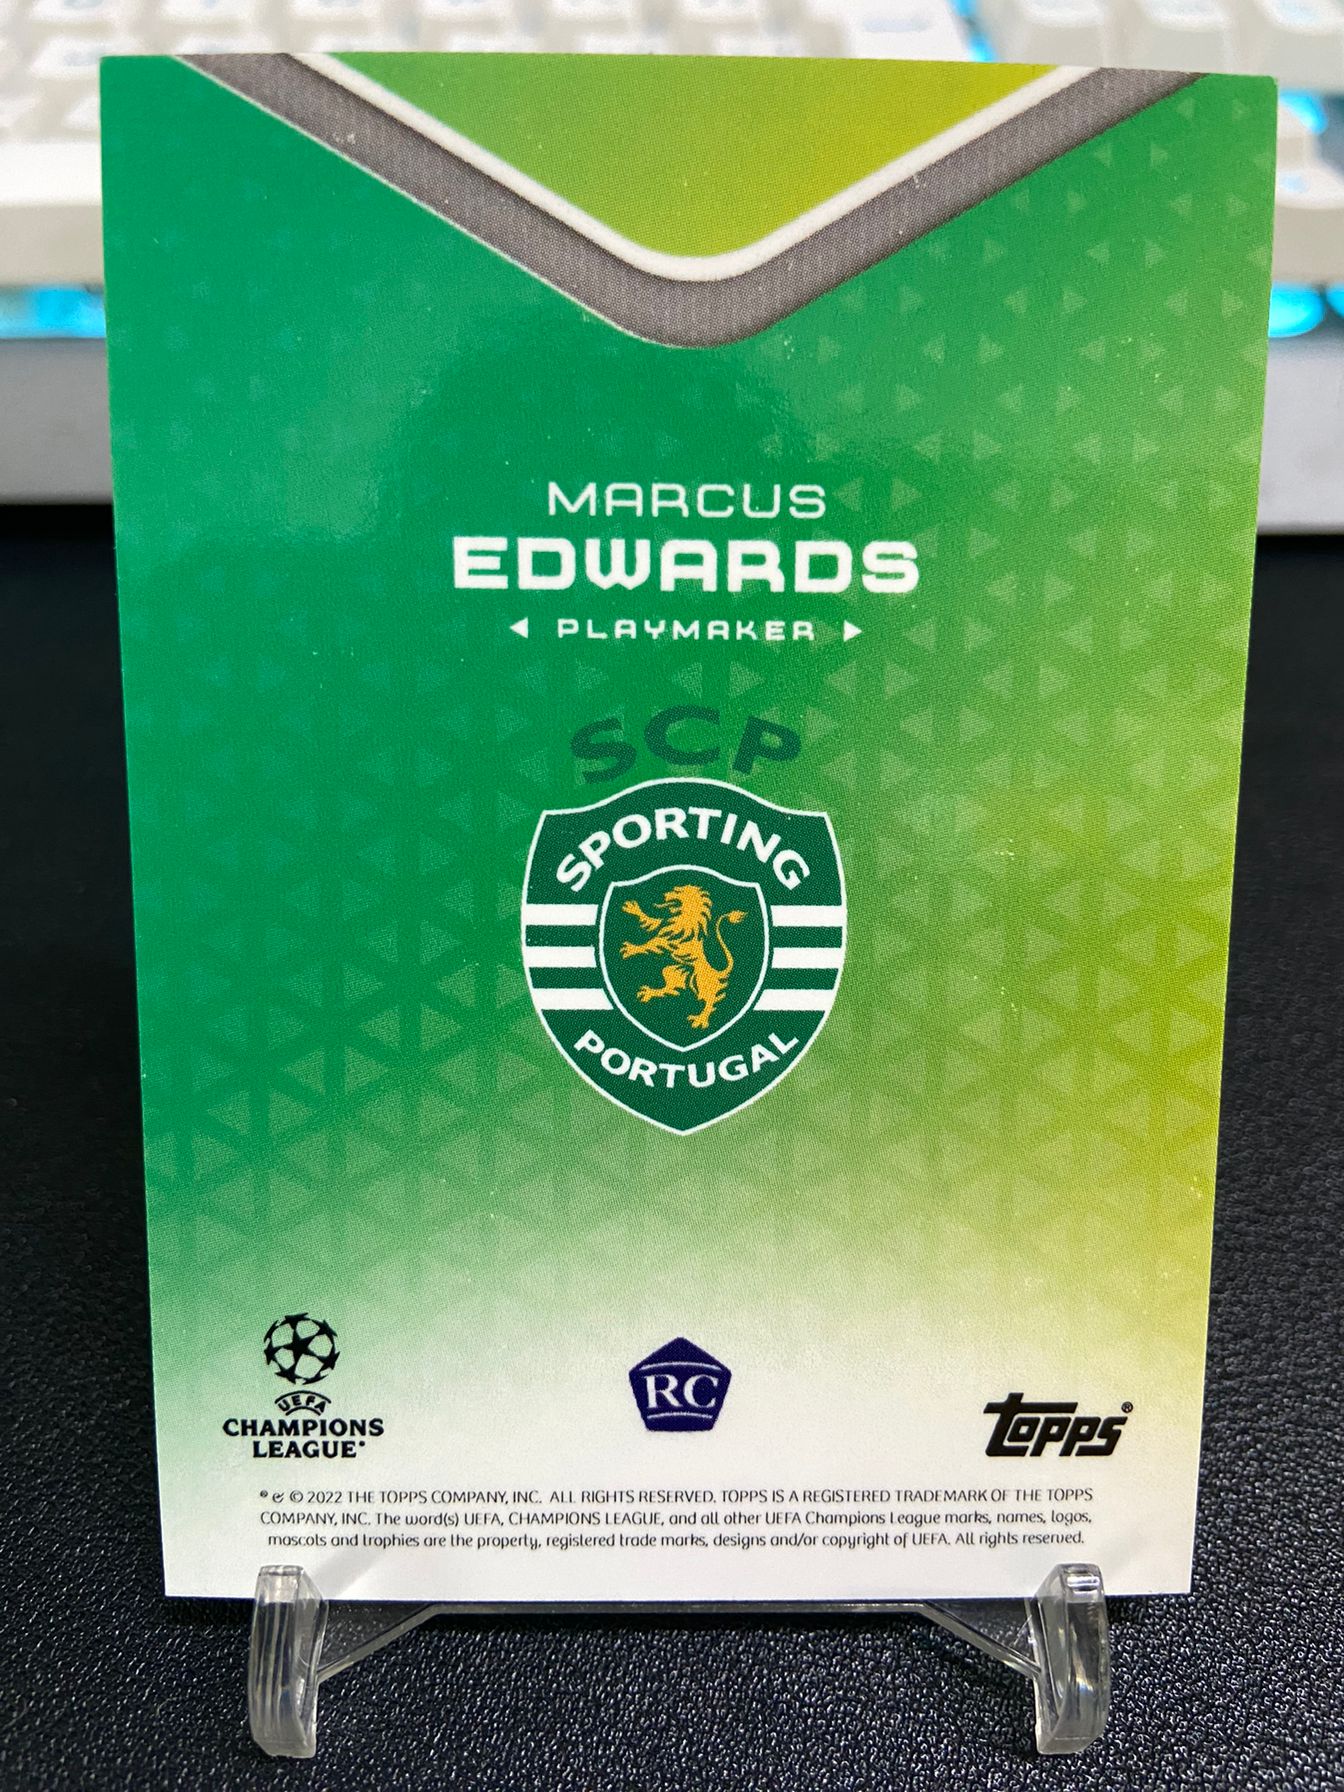 MARCUS
EDWARDS
PLAYMAKER
SCP
SPORTING
PORTUGAL
UEFA
CHAMPIONS
LEAGUE®
RC
topps®
® & © 2022 THE TOPPS COMPANY, INC. ALL RIGHTS RESERVED. TOPPS IS A REGISTERED TRADEMARK OF THE TOPPS
COMPANY, INC. The word(s) UEFA, CHAMPIONS LEAGUE, and all other UEFA Champions League marks, names, logos,
mascots and trophies are the property, registered trade marks, designs and/or copyright of UEFA. All rights reserved.